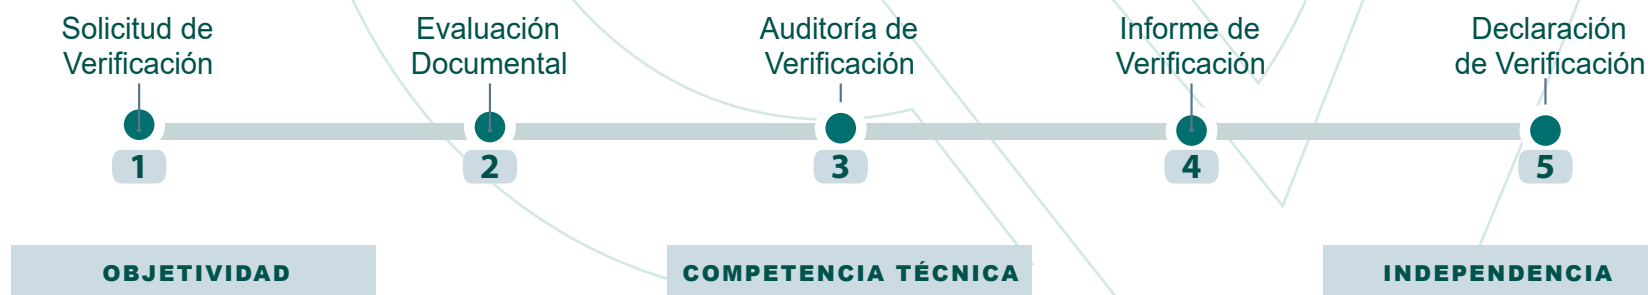 Solicitud de
Verificación
Evaluación
Documental
Auditoría de
Verificación
Informe de
Verificación
Declaración
de Verificación
1
2
3
4
5
OBJETIVIDAD
COMPETENCIA TÉCNICA
INDEPENDENCIA